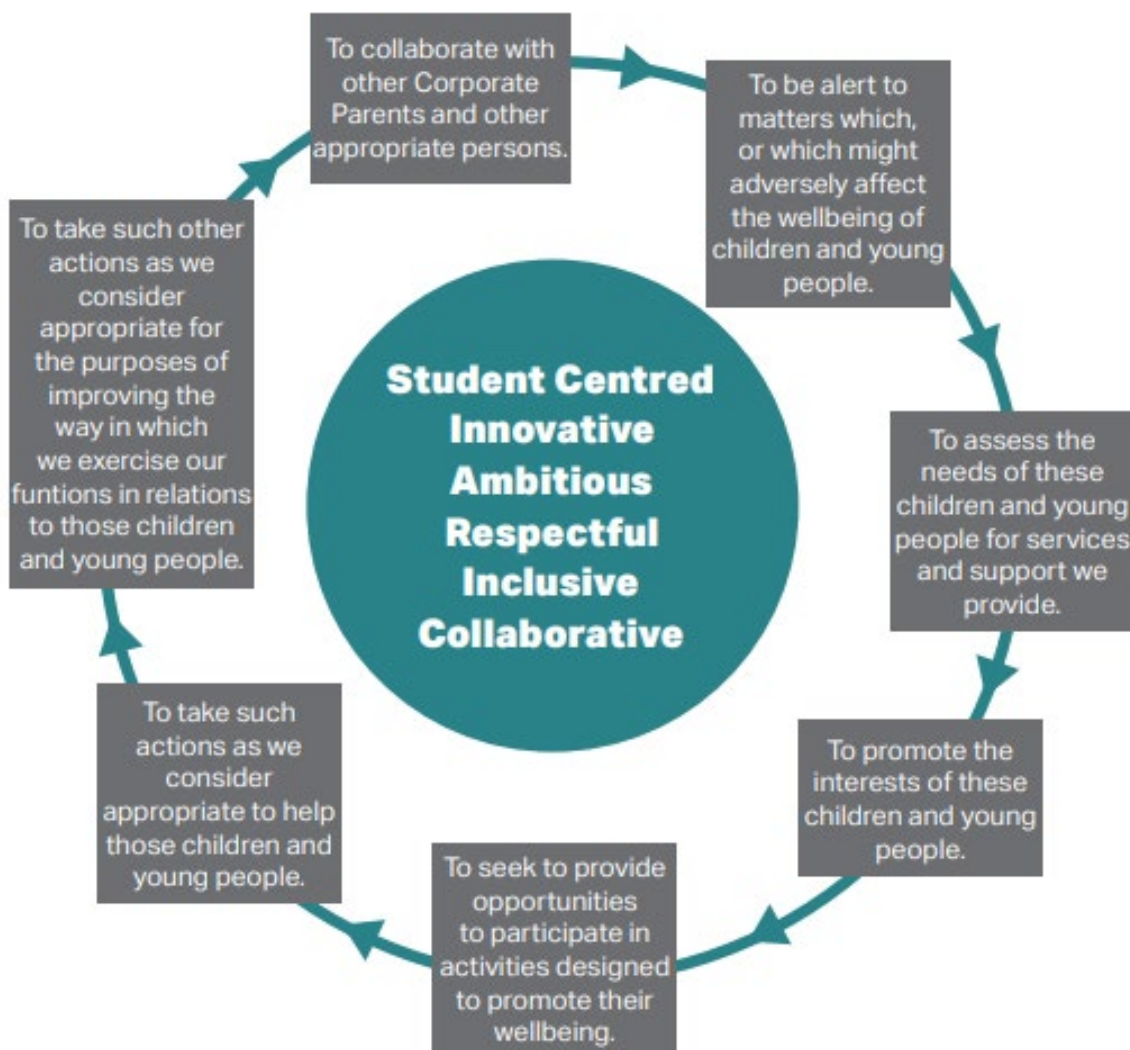 To collaborate with
other Corporate
Parents and other
appropriate persons.
To be alert to
matters which,
or which might
adversely affect
the wellbeing of
children and young
people.
To assess the
needs of these
children and young
people for services
and support we
provide.
To promote the
interests of these
children and young
people.
To seek to provide
opportunities
to participate in
activities designed
to promote their
wellbeing.
To take such
actions as we
consider
appropriate to help
those children and
young people.
To take such other
actions as we
consider
appropriate for
the purposes of
improving the
way in which
we exercise our
funtions in relations
to those children
and young people.
Student Centred
Innovative
Ambitious
Respectful
Inclusive
Collaborative